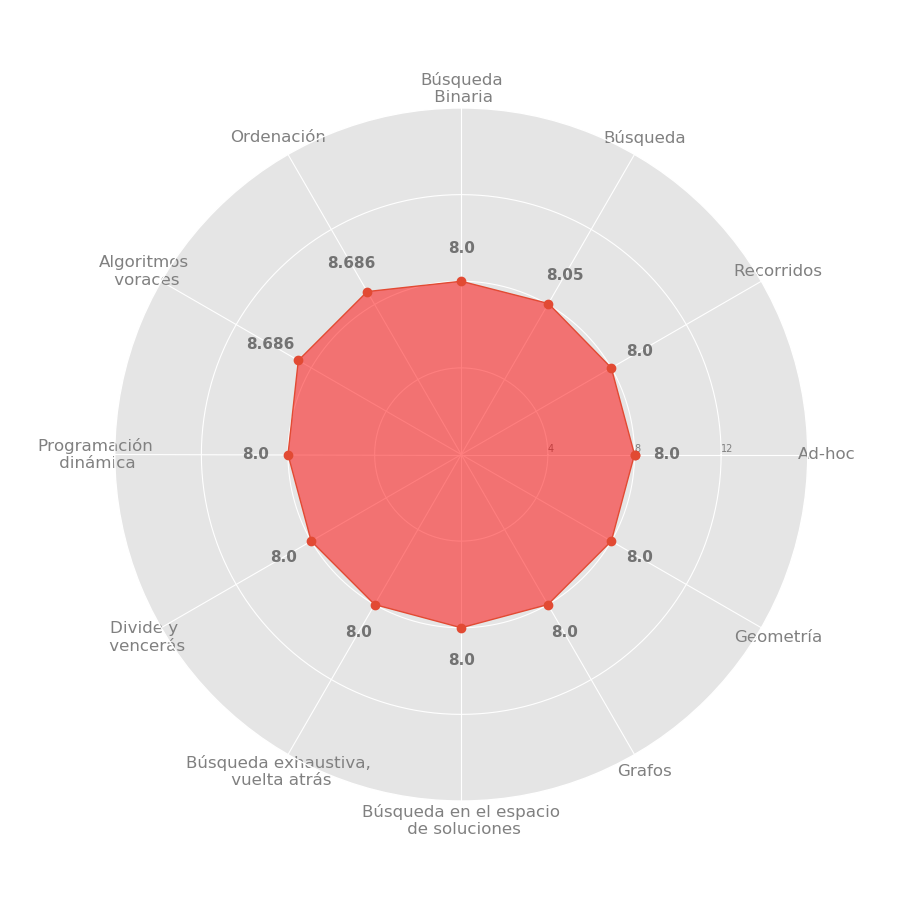 Búsqueda
Binaria
Ordenación
Búsqueda
8.0
Algoritmos
voraces
8.686
8.05
Recorridos
8.686
8.0
Programación
dinámica
8.0
4
8
12
8.0
Ad-hoc
8.0
8.0
Divide y
vencerás
8.0
8.0
Geometría
8.0
Búsqueda exhaustiva,
vuelta atrás
Grafos
Búsqueda en el espacio
de soluciones